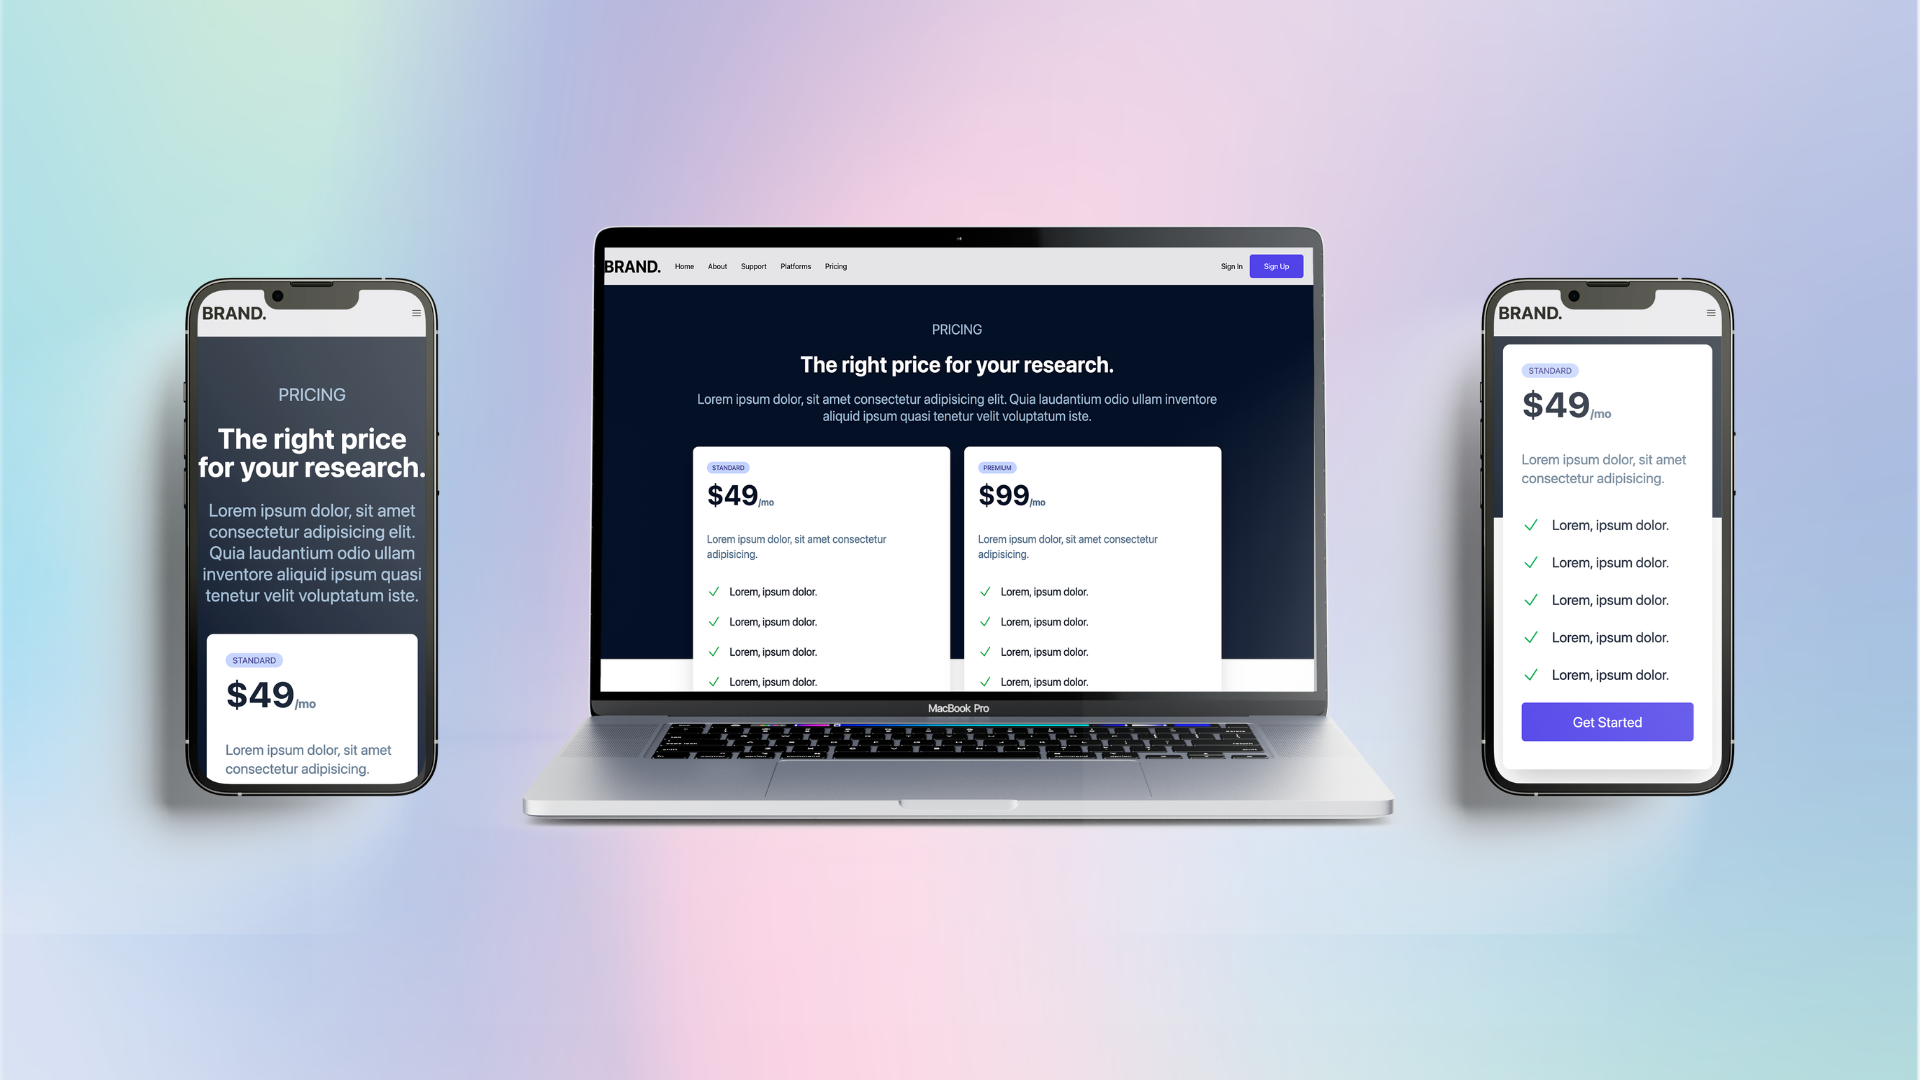 BRAND.
PRICING
The right price
for your research.
Lorem ipsum dolor, sit amet
consectetur adipisicing elit.
Quia laudantium odio ullam
inventore aliquid ipsum quasi
tenetur velit voluptatum iste.
STANDARD
$49/mo
Lorem ipsum dolor, sit amet
consectetur adipisicing.
BRAND. Home About Support Platforms Pricing Sign In Sign Up
PRICING
The right price for your research.
Lorem ipsum dolor, sit amet consectetur adipisicing elit. Quia laudantium odio ullam inventore
aliquid ipsum quasi tenetur velit voluptatum iste.
STANDARD
$49/mo
Lorem ipsum dolor, sit amet consectetur
adipisicing.
Lorem, ipsum dolor.
Lorem, ipsum dolor.
Lorem, ipsum dolor.
Lorem, ipsum dolor.
PREMIUM
$99/mo
Lorem ipsum dolor, sit amet consectetur
adipisicing.
Lorem, ipsum dolor.
Lorem, ipsum dolor.
Lorem, ipsum dolor.
Lorem, ipsum dolor.
MacBook Pro
BRAND.
STANDARD
$49/mo
Lorem ipsum dolor, sit amet
consectetur adipisicing.
Lorem, ipsum dolor.
Lorem, ipsum dolor.
Lorem, ipsum dolor.
Lorem, ipsum dolor.
Lorem, ipsum dolor.
Get Started